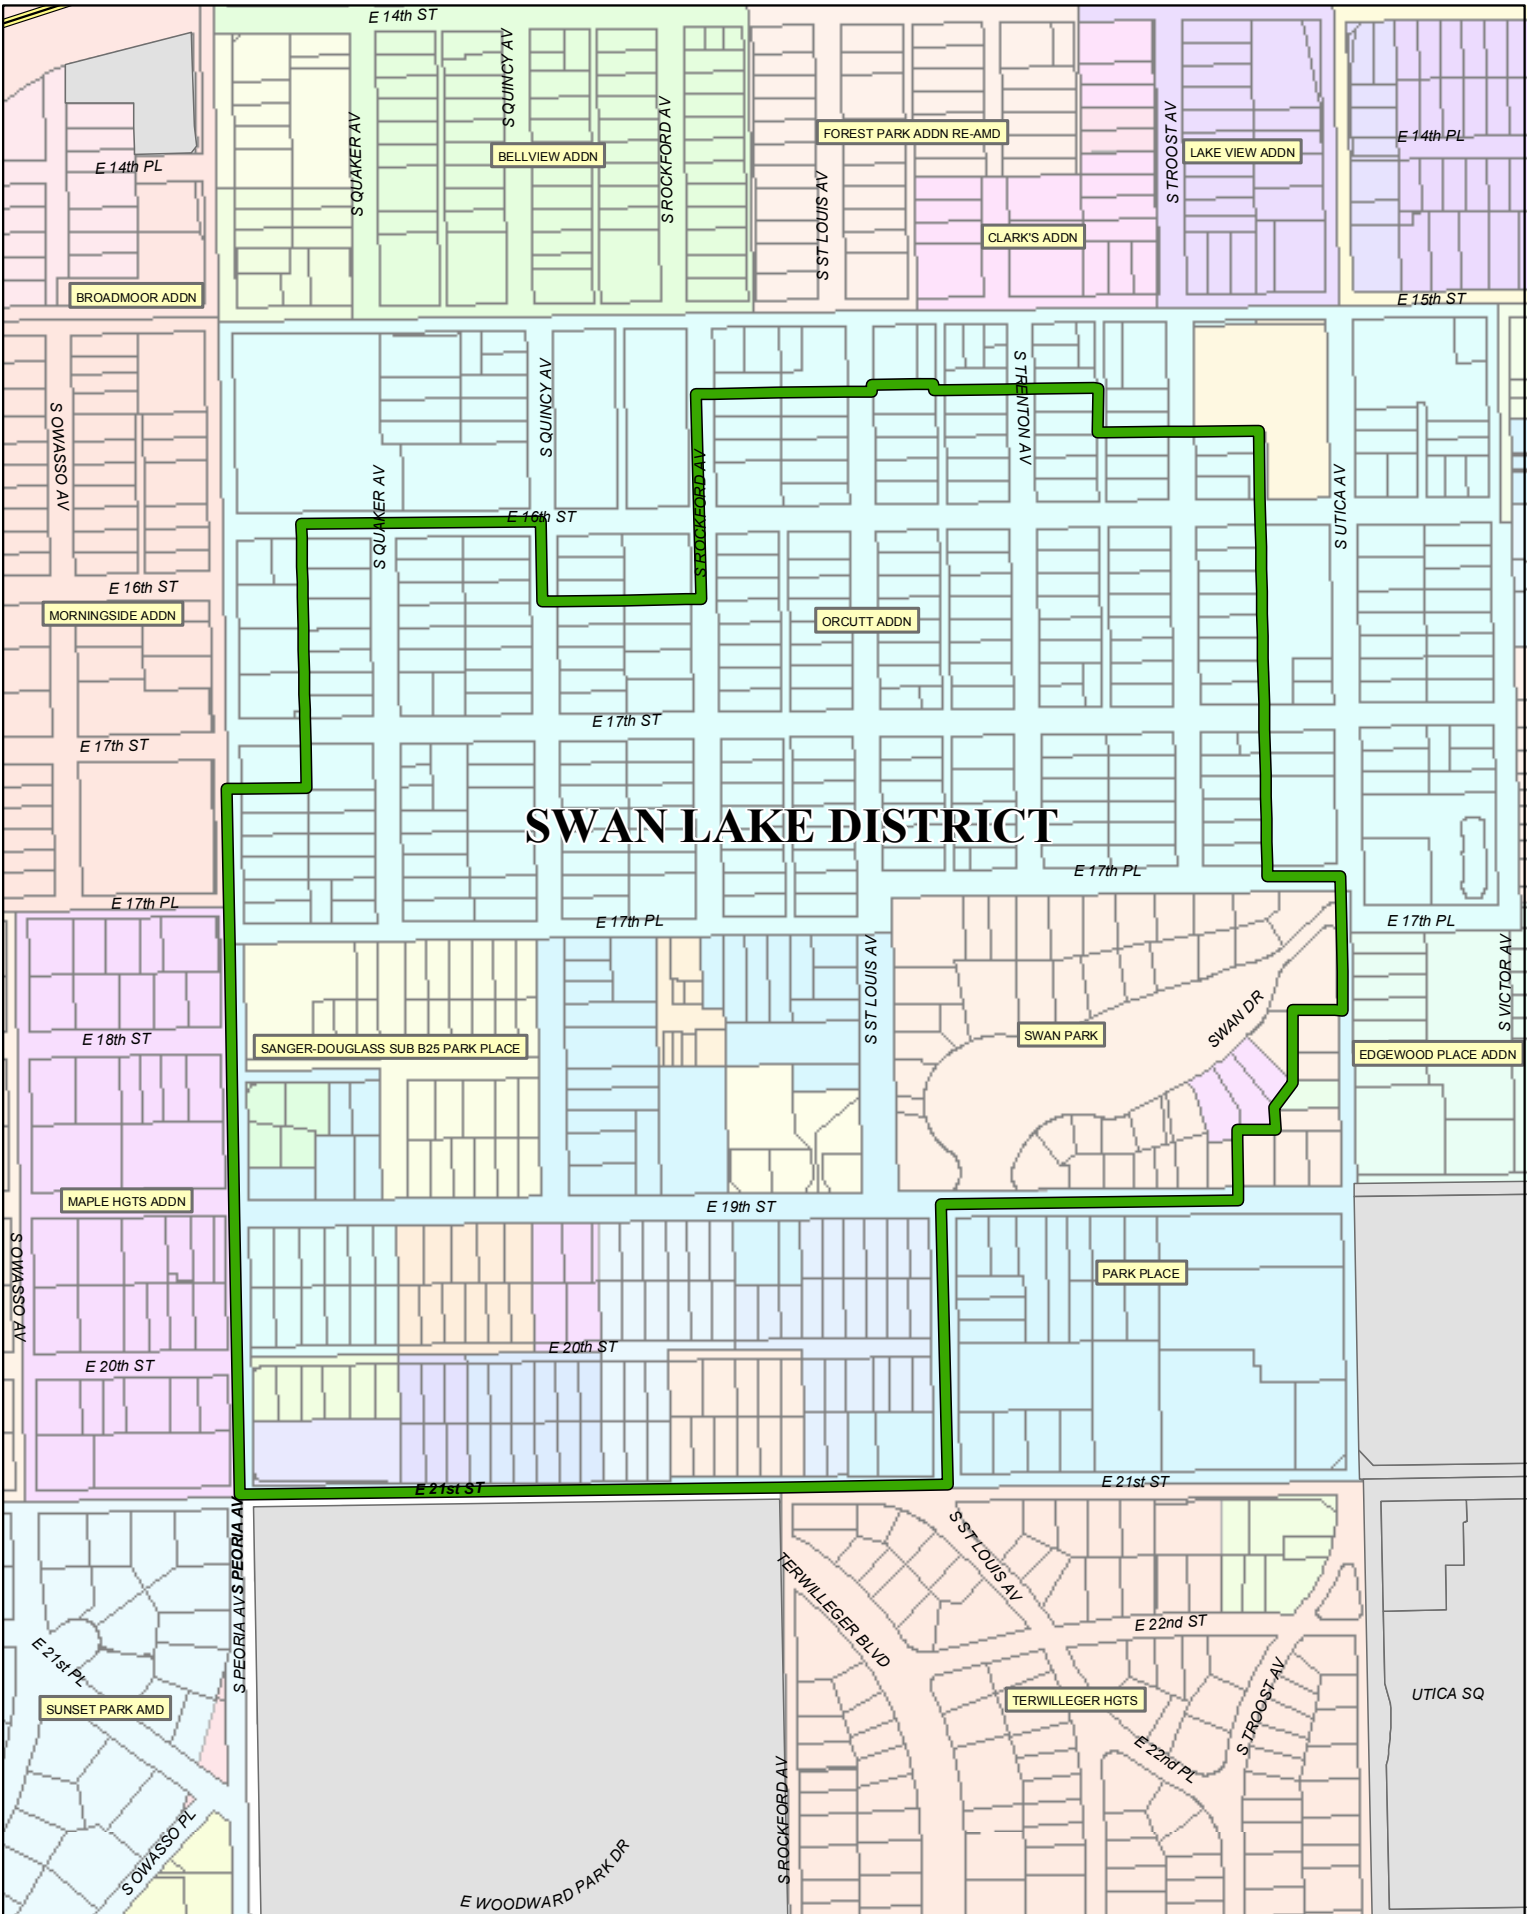 E 14th ST
S QUINCY AV
S QUAKER AV
S ROCKFORD AV
S ST LOUIS AV
S TROOST AV
FOREST PARK ADDN RE-AMD
LAKE VIEW ADDN
E 14th PL
BELLVIEW ADDN
E 14th PL
CLARK'S ADDN
BROADMOOR ADDN
E 15th ST
S OWASSO AV
S QUINCY AV
S TRENTON AV
S QUAKER AV
S ROCKFORD AV
S UTICA AV
E 16th ST
E 16th ST
MORNINGSIDE ADDN
ORCUTT ADDN
E 17th ST
E 17th ST
SWAN LAKE DISTRICT
E 17th PL
E 17th PL
E 17th PL
E 17th PL
S ST LOUIS AV
S VICTOR AV
SWAN DR
E 18th ST
SWAN PARK
SANGER-DOUGLASS SUB B25 PARK PLACE
EDGEWOOD PLACE ADDN
MAPLE HGTS ADDN
E 19th ST
S OWASSO AV
PARK PLACE
E 20th ST
E 20th ST
E 21st ST
E 21st ST
S PEORIA AV
S PEORIA AV
S ST LOUIS AV
TERWILLEGER BLVD
E 22nd ST
E 21st PL
S TROOST AV
UTICA SQ
TERWILLEGER HGTS
SUNSET PARK AMD
E 22nd PL
S ROCKFORD AV
S OWASSO PL
E WOODWARD PARK DR